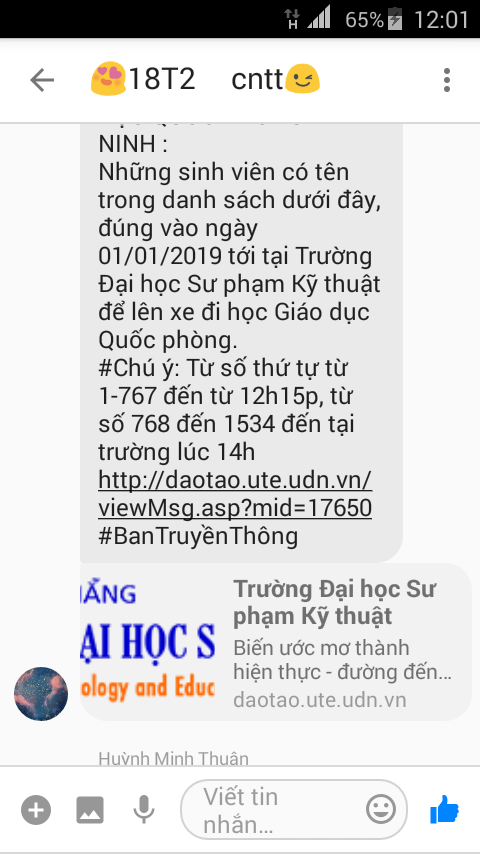 65% 12:01
😍18T2 cntt😉
NINH :
Những sinh viên có tên
trong danh sách dưới đây,
đúng vào ngày
01/01/2019 tới tại Trường
Đại học Sư phạm Kỹ thuật
để lên xe đi học Giáo dục
Quốc phòng.
#Chú ý: Từ số thứ tự từ
1-767 đến từ 12h15p, từ
số 768 đến 1534 đến tại
trường lúc 14h
http://daotao.ute.udn.vn/
viewMsg.asp?mid=17650
#BanTruyềnThông
ẴNG
ẠI HỌC S
ology and Educ
Trường Đại học Sư
phạm Kỹ thuật
Biến ước mơ thành
hiện thực - đường đến...
daotao.ute.udn.vn
Huỳnh Minh Thuận
Viết tin
nhắn...